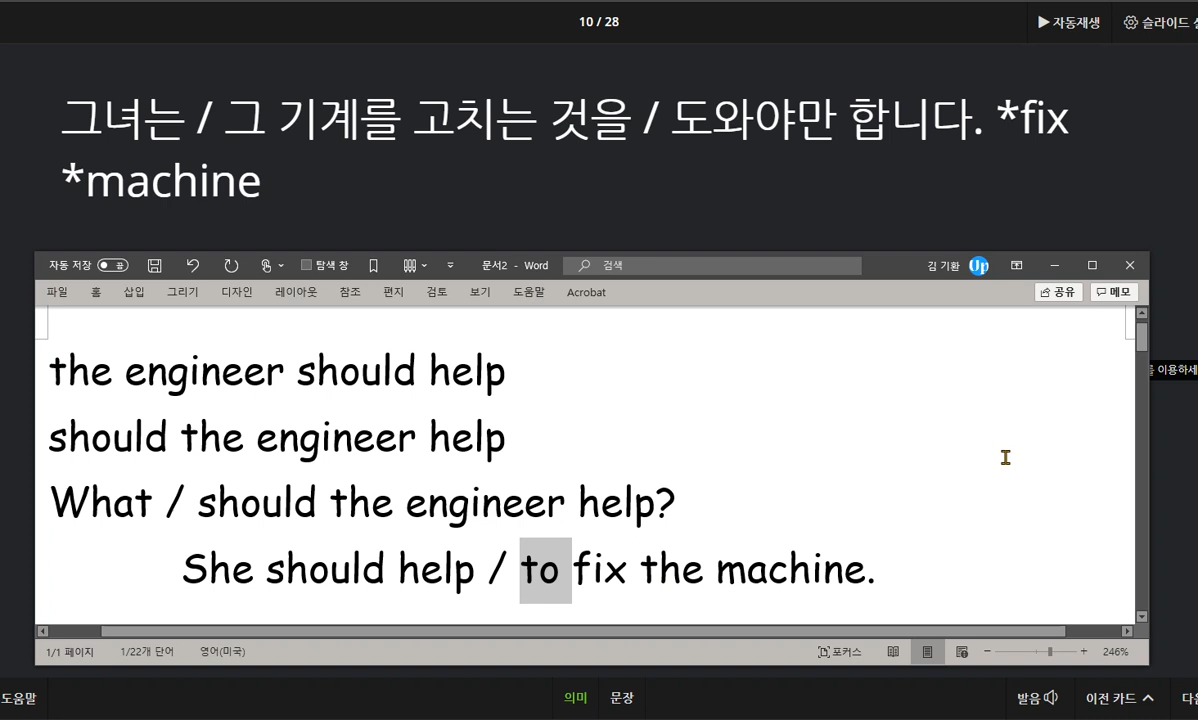 10 / 28
▶자동재생
슬라이드
그녀는 / 그 기계를 고치는 것을 / 도와야만 합니다. *fix
*machine
자동 저장 끔
탐색 창
문서2 - Word
검색
김 기환
Up
파일 홈 삽입 그리기 디자인 레이아웃 참조 편지 검토 보기 도움말 Acrobat
공유
메모
the engineer should help
이용하세
should the engineer help
What / should the engineer help?
She should help / to fix the machine.
1/1 페이지 1/22개 단어 영어(미국)
포커스
- + 246%
도움말
의미
문장
발음
이전 카드